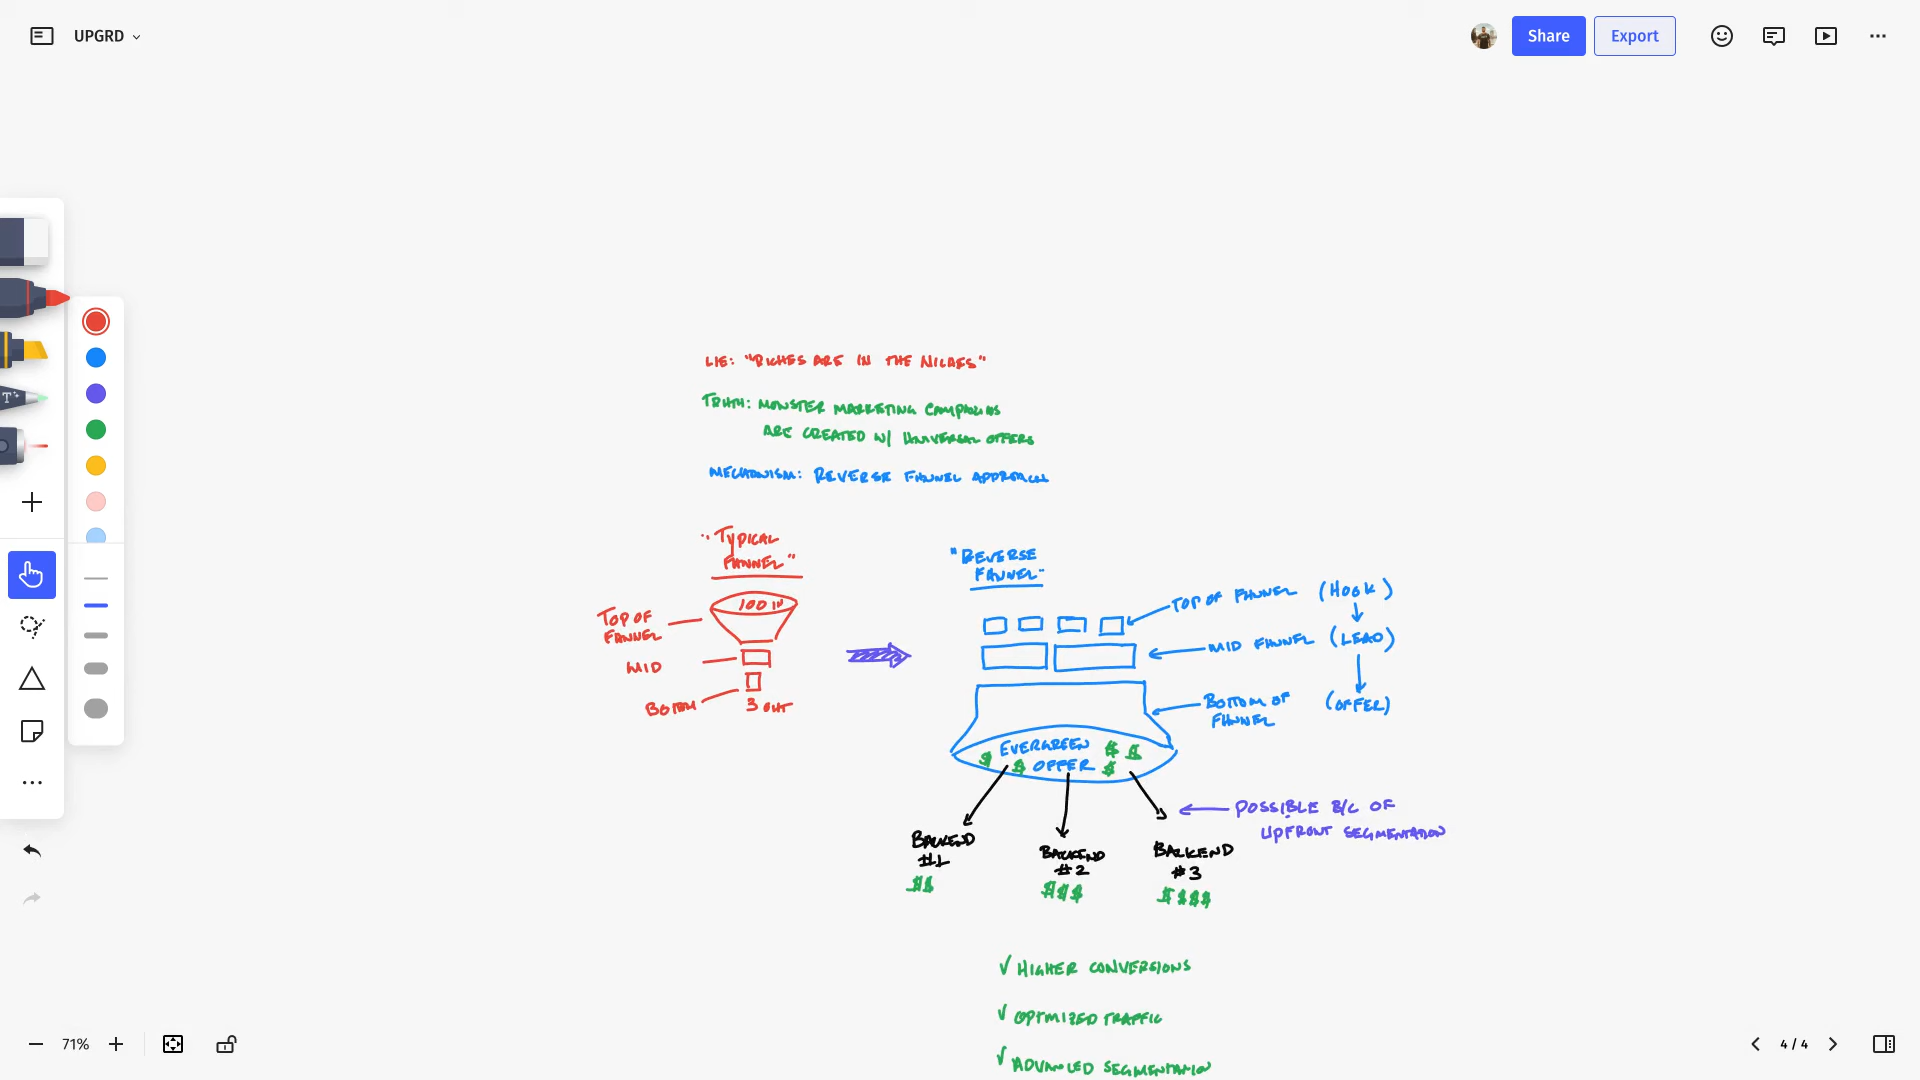 UPGRD
Share
Export
LIE: "RICHES ARE IN THE NICHES"
TRUTH: MONSTER MARKETING CAMPAIGNS
ARE CREATED W/ UNIVERSAL OFFERS
MECHANISM: REVERSE FUNNEL APPROACH
"TYPICAL
FUNNEL"
100 IN
TOP OF
FUNNEL
MID
BOTTOM
3 OUT
"REVERSE
FUNNEL"
TOP OF FUNNEL (HOOK)
MID FUNNEL (LEAD)
BOTTOM OF
FUNNEL
(OFFER)
$ EVERGREEN $ $
$ OFFER $
POSSIBLE B/C OF
UPFRONT SEGMENTATION
BACKEND
#1
$$
BACKEND
#2
$$$
BACKEND
#3
$$$$
✓ HIGHER CONVERSIONS
✓ OPTIMIZED TRAFFIC
✓ ADVANCED SEGMENTATION
T
71%
4 / 4